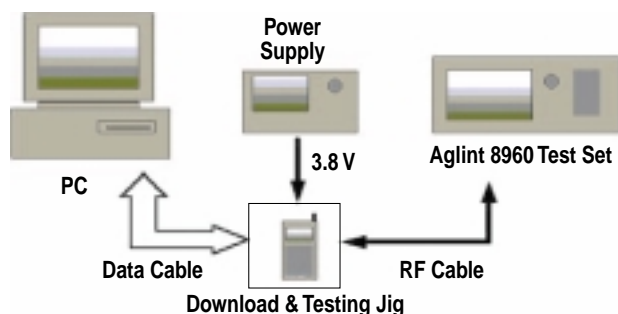 Power
Supply
3.8 V
Aglint 8960 Test Set
PC
Data Cable
RF Cable
Download & Testing Jig